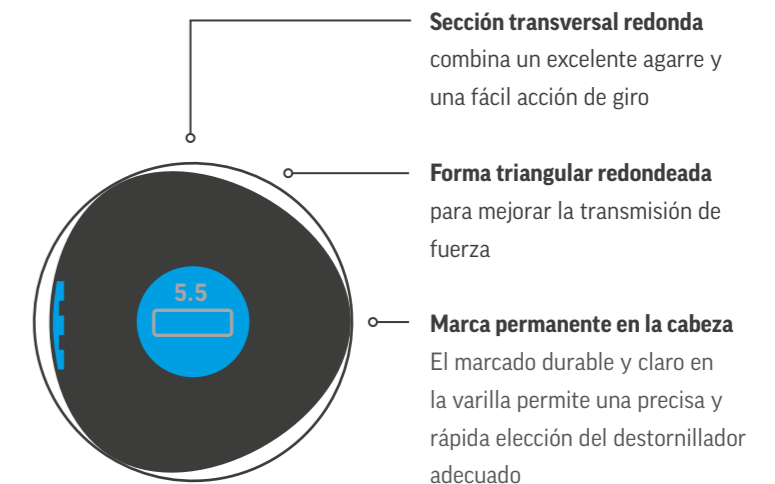 Sección transversal redonda
combina un excelente agarre y
una fácil acción de giro
Forma triangular redondeada
para mejorar la transmisión de
fuerza
5.5
Marca permanente en la cabeza
El marcado durable y claro en
la varilla permite una precisa y
rápida elección del destornillador
adecuado